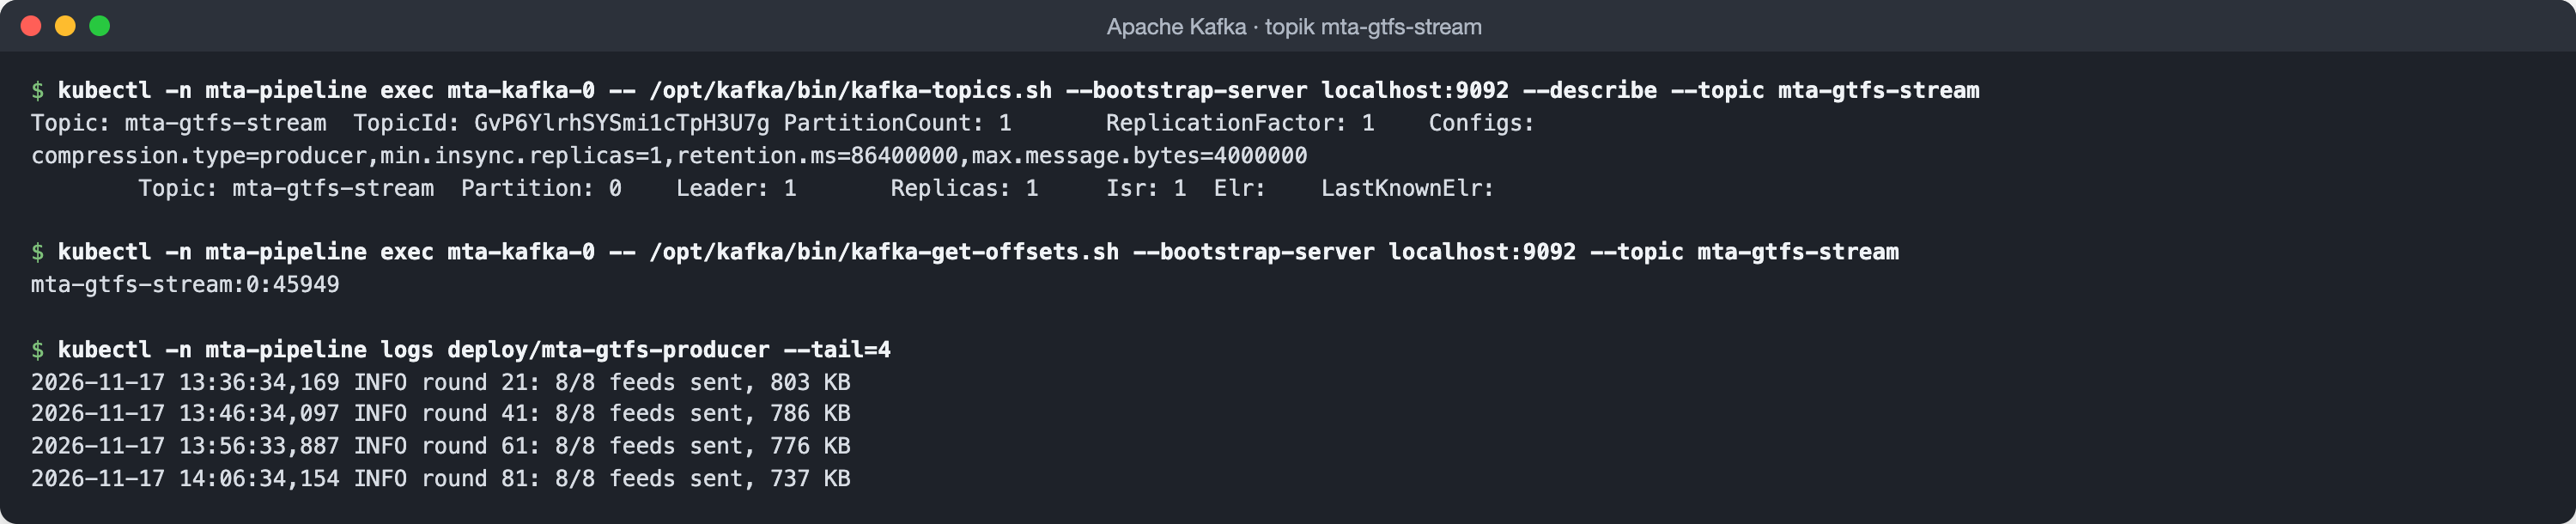 Apache Kafka · topik mta-gtfs-stream
$ kubectl -n mta-pipeline exec mta-kafka-0 -- /opt/kafka/bin/kafka-topics.sh --bootstrap-server localhost:9092 --describe --topic mta-gtfs-stream
Topic: mta-gtfs-stream  TopicId: GvP6YlrhSYSmi1cTpH3U7g PartitionCount: 1       ReplicationFactor: 1    Configs:
compression.type=producer,min.insync.replicas=1,retention.ms=86400000,max.message.bytes=4000000
        Topic: mta-gtfs-stream  Partition: 0    Leader: 1       Replicas: 1     Isr: 1  Elr:    LastKnownElr:
$ kubectl -n mta-pipeline exec mta-kafka-0 -- /opt/kafka/bin/kafka-get-offsets.sh --bootstrap-server localhost:9092 --topic mta-gtfs-stream
mta-gtfs-stream:0:45949
$ kubectl -n mta-pipeline logs deploy/mta-gtfs-producer --tail=4
2026-11-17 13:36:34,169 INFO round 21: 8/8 feeds sent, 803 KB
2026-11-17 13:46:34,097 INFO round 41: 8/8 feeds sent, 786 KB
2026-11-17 13:56:33,887 INFO round 61: 8/8 feeds sent, 776 KB
2026-11-17 14:06:34,154 INFO round 81: 8/8 feeds sent, 737 KB